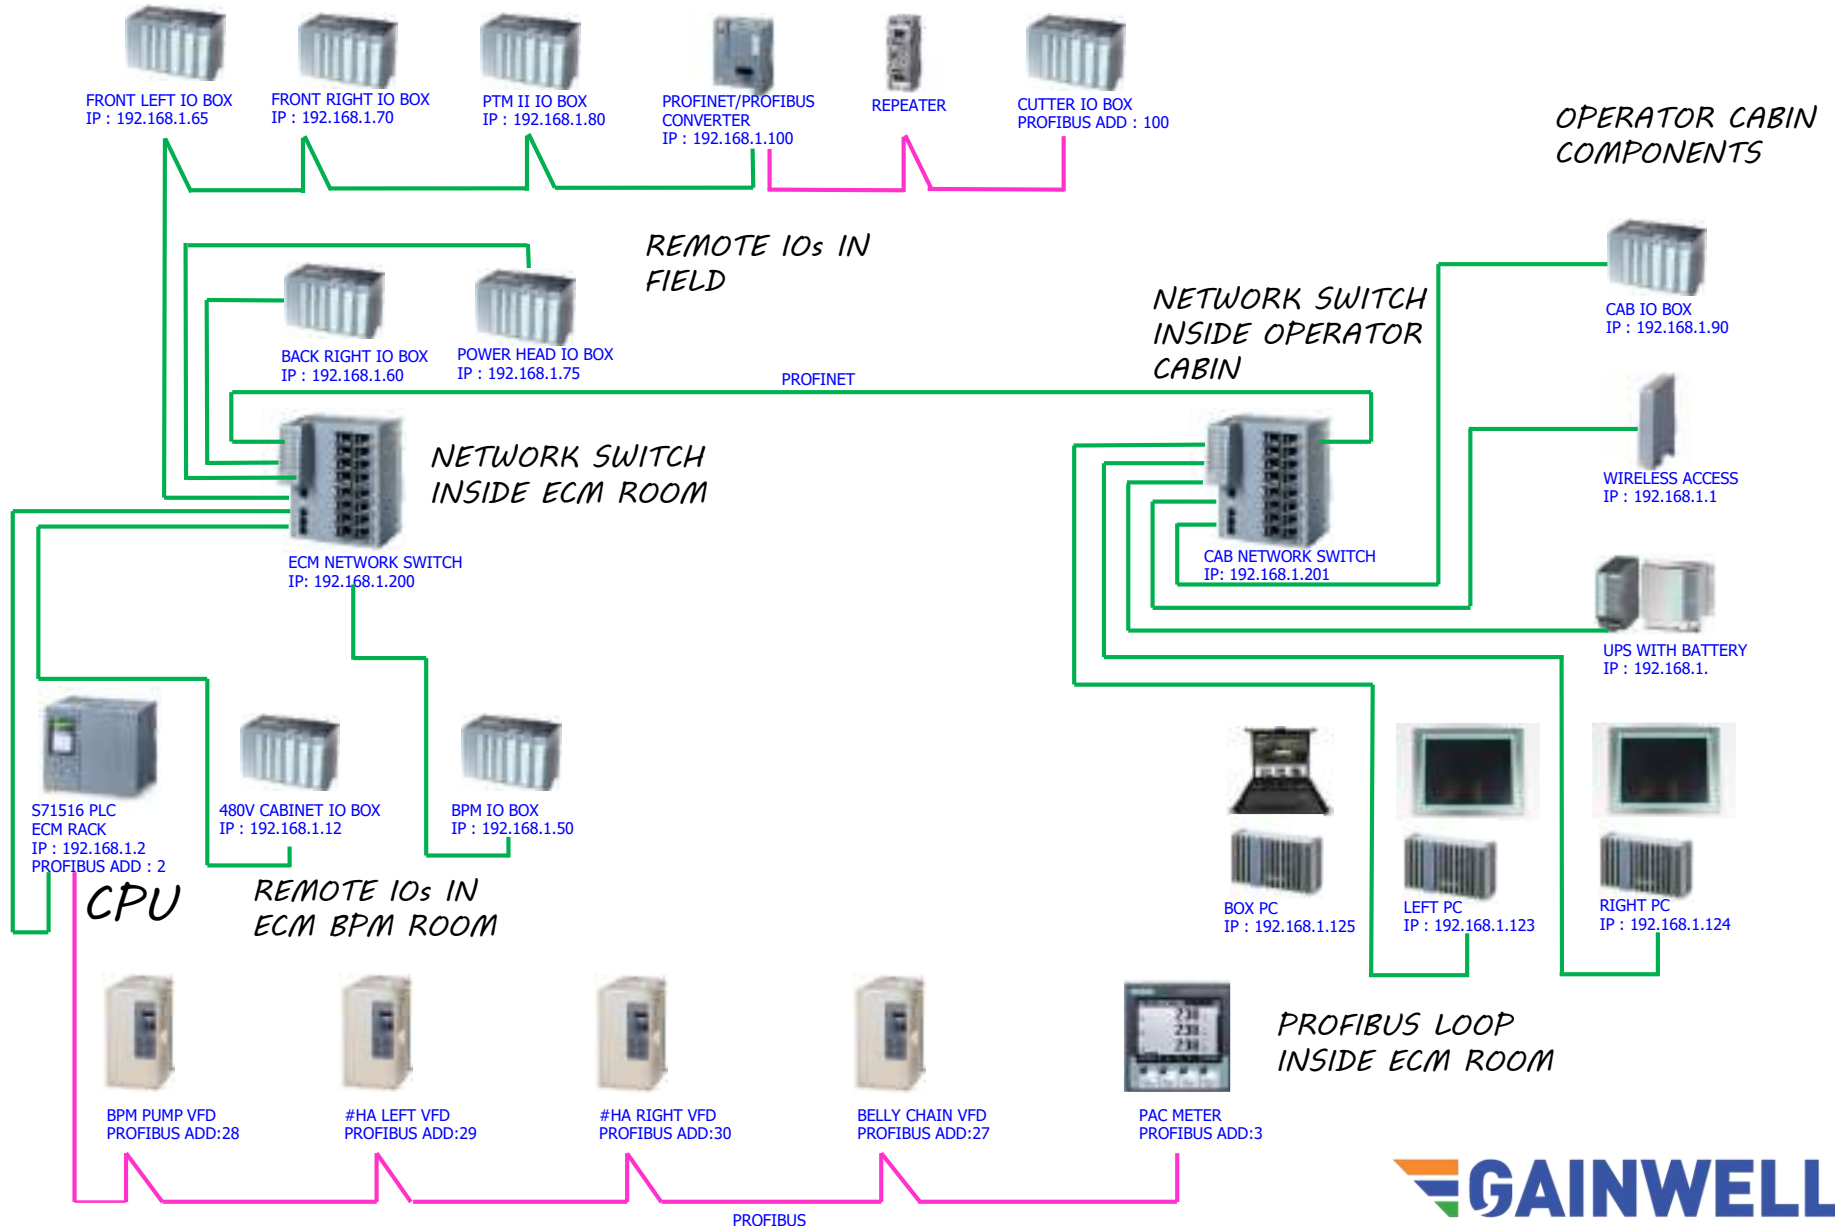 FRONT LEFT IO BOX
IP : 192.168.1.65
FRONT RIGHT IO BOX
IP : 192.168.1.70
PTM II IO BOX
IP : 192.168.1.80
PROFINET/PROFIBUS
CONVERTER
IP : 192.168.1.100
REPEATER
CUTTER IO BOX
PROFIBUS ADD : 100
OPERATOR CABIN
COMPONENTS
REMOTE IOs IN
FIELD
BACK RIGHT IO BOX
IP : 192.168.1.60
POWER HEAD IO BOX
IP : 192.168.1.75
PROFINET
NETWORK SWITCH
INSIDE OPERATOR
CABIN
CAB IO BOX
IP : 192.168.1.90
NETWORK SWITCH
INSIDE ECM ROOM
WIRELESS ACCESS
IP : 192.168.1.1
ECM NETWORK SWITCH
IP: 192.168.1.200
CAB NETWORK SWITCH
IP: 192.168.1.201
UPS WITH BATTERY
IP : 192.168.1.
S71516 PLC
ECM RACK
IP : 192.168.1.2
PROFIBUS ADD : 2
CPU
480V CABINET IO BOX
IP : 192.168.1.12
BPM IO BOX
IP : 192.168.1.50
REMOTE IOs IN
ECM BPM ROOM
BOX PC
IP : 192.168.1.125
LEFT PC
IP : 192.168.1.123
RIGHT PC
IP : 192.168.1.124
BPM PUMP VFD
PROFIBUS ADD:28
#HA LEFT VFD
PROFIBUS ADD:29
#HA RIGHT VFD
PROFIBUS ADD:30
BELLY CHAIN VFD
PROFIBUS ADD:27
PAC METER
PROFIBUS ADD:3
PROFIBUS LOOP
INSIDE ECM ROOM
PROFIBUS
GAINWELL